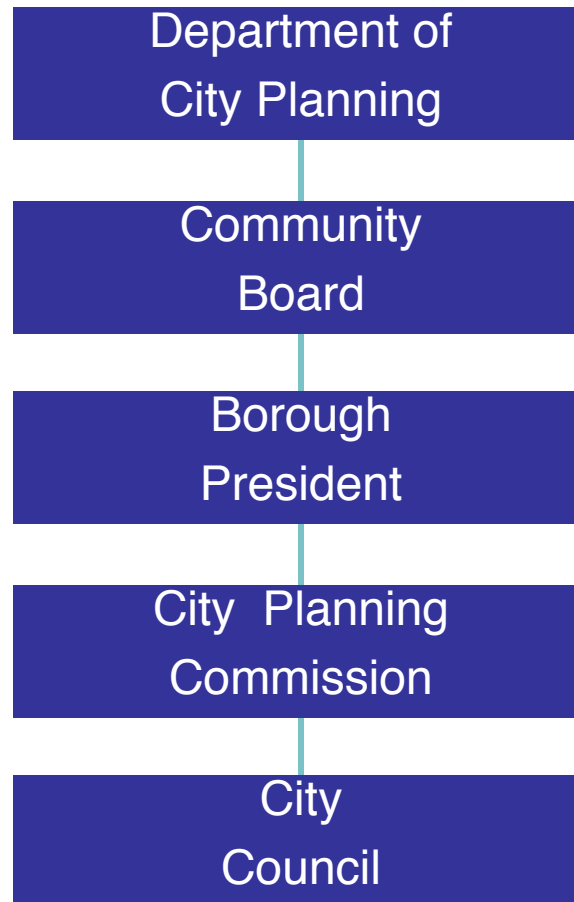 Department of
City Planning
Community
Board
Borough
President
City Planning
Commission
City
Council